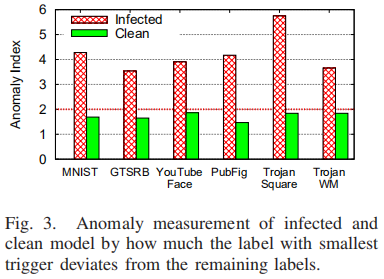 6
5
4
3
2
1
0
Anomaly Index
Infected
Clean
MNIST GTSRB YouTube Face PubFig Trojan Square Trojan WM
Fig. 3. Anomaly measurement of infected and
clean model by how much the label with smallest
trigger deviates from the remaining labels.